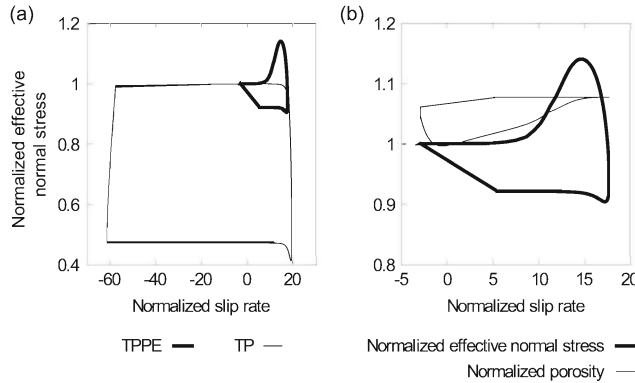 (a)
1.2
1
0.8
0.6
0.4
Normalized effective
normal stress
-60 -40 -20 0 20
Normalized slip rate
TPPE TP
(b)
1.2
1.1
1
0.9
0.8
-5 0 5 10 15 20
Normalized slip rate
Normalized effective normal stress
Normalized porosity